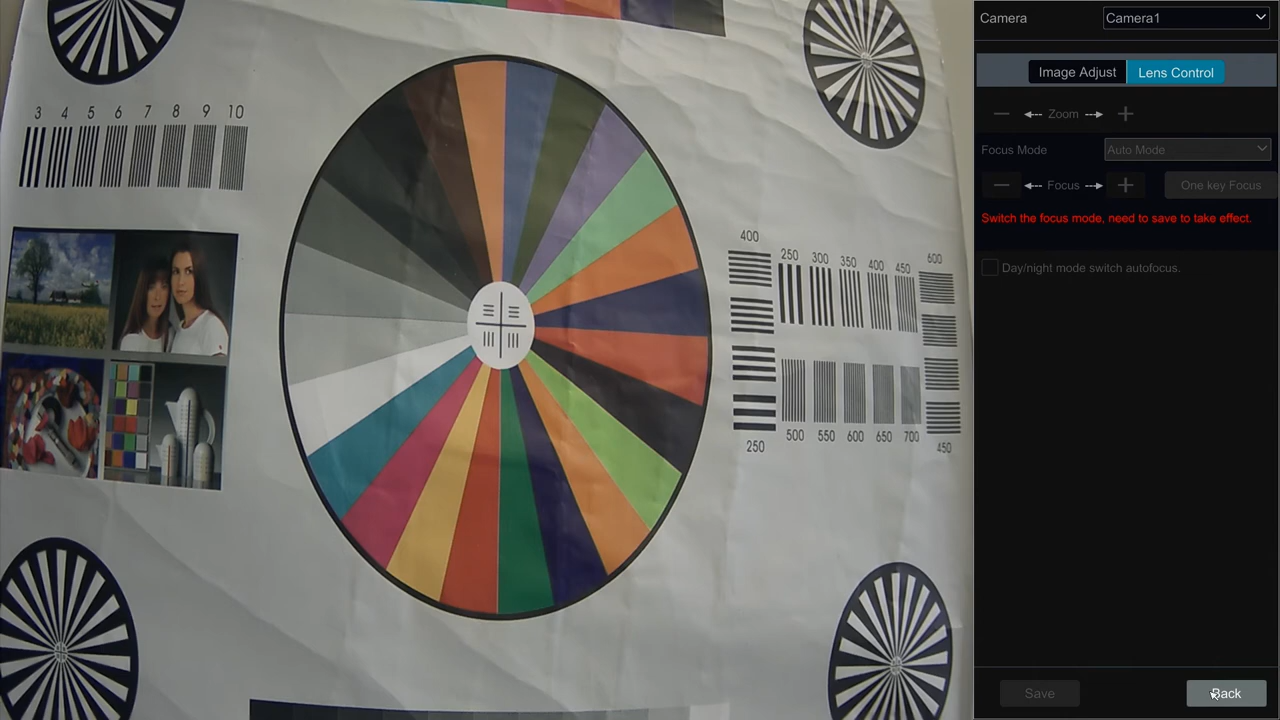 Camera Camera1
Image Adjust Lens Control
Zoom
Focus Mode Auto Mode
Focus One key Focus
Switch the focus mode, need to save to take effect.
Day/night mode switch autofocus.
Save Back
3 4 5 6 7 8 9 10
400
250 300 350 400 450
600
500 550 600 650 700
250
450